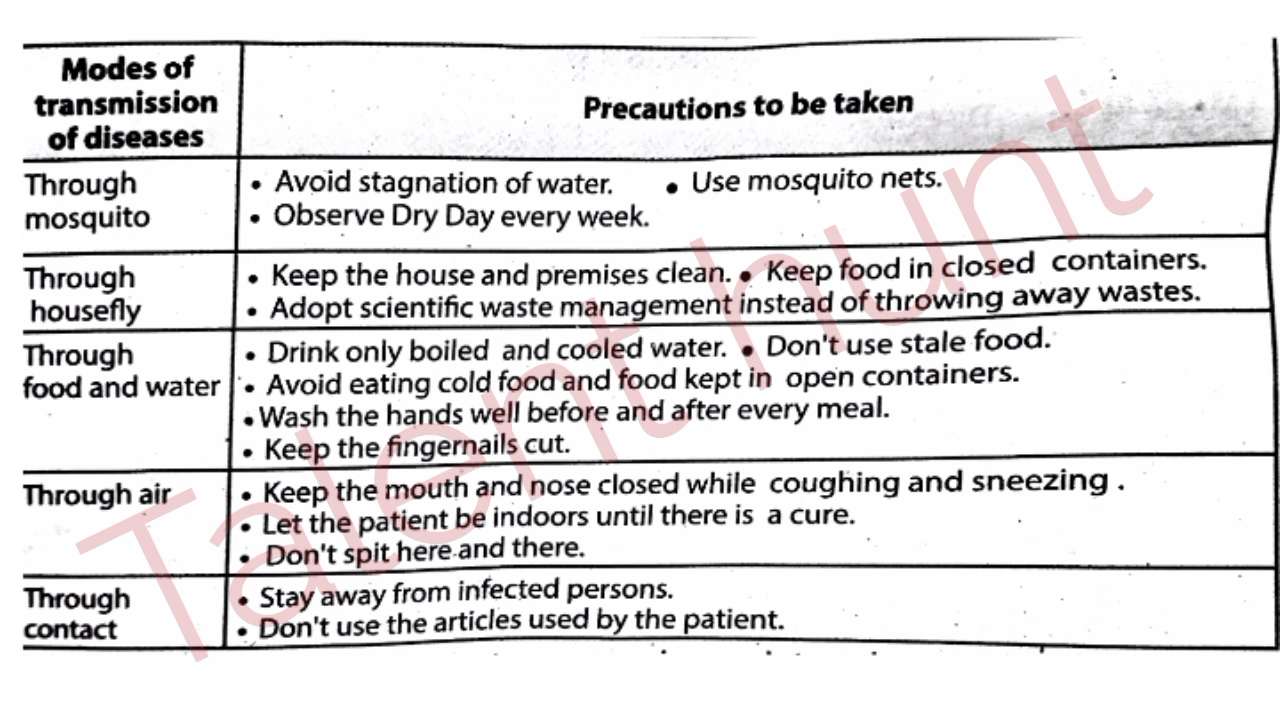 Modes of
transmission
of diseases
Precautions to be taken
Through
mosquito
• Avoid stagnation of water. • Use mosquito nets.
• Observe Dry Day every week.
Through
housefly
• Keep the house and premises clean. • Keep food in closed containers.
• Adopt scientific waste management instead of throwing away wastes.
Through
food and water
• Drink only boiled and cooled water. • Don't use stale food.
• Avoid eating cold food and food kept in open containers.
• Wash the hands well before and after every meal.
• Keep the fingernails cut.
Through air
• Keep the mouth and nose closed while coughing and sneezing .
• Let the patient be indoors until there is a cure.
• Don't spit here and there.
Through
contact
• Stay away from infected persons.
• Don't use the articles used by the patient.
Talent hunt